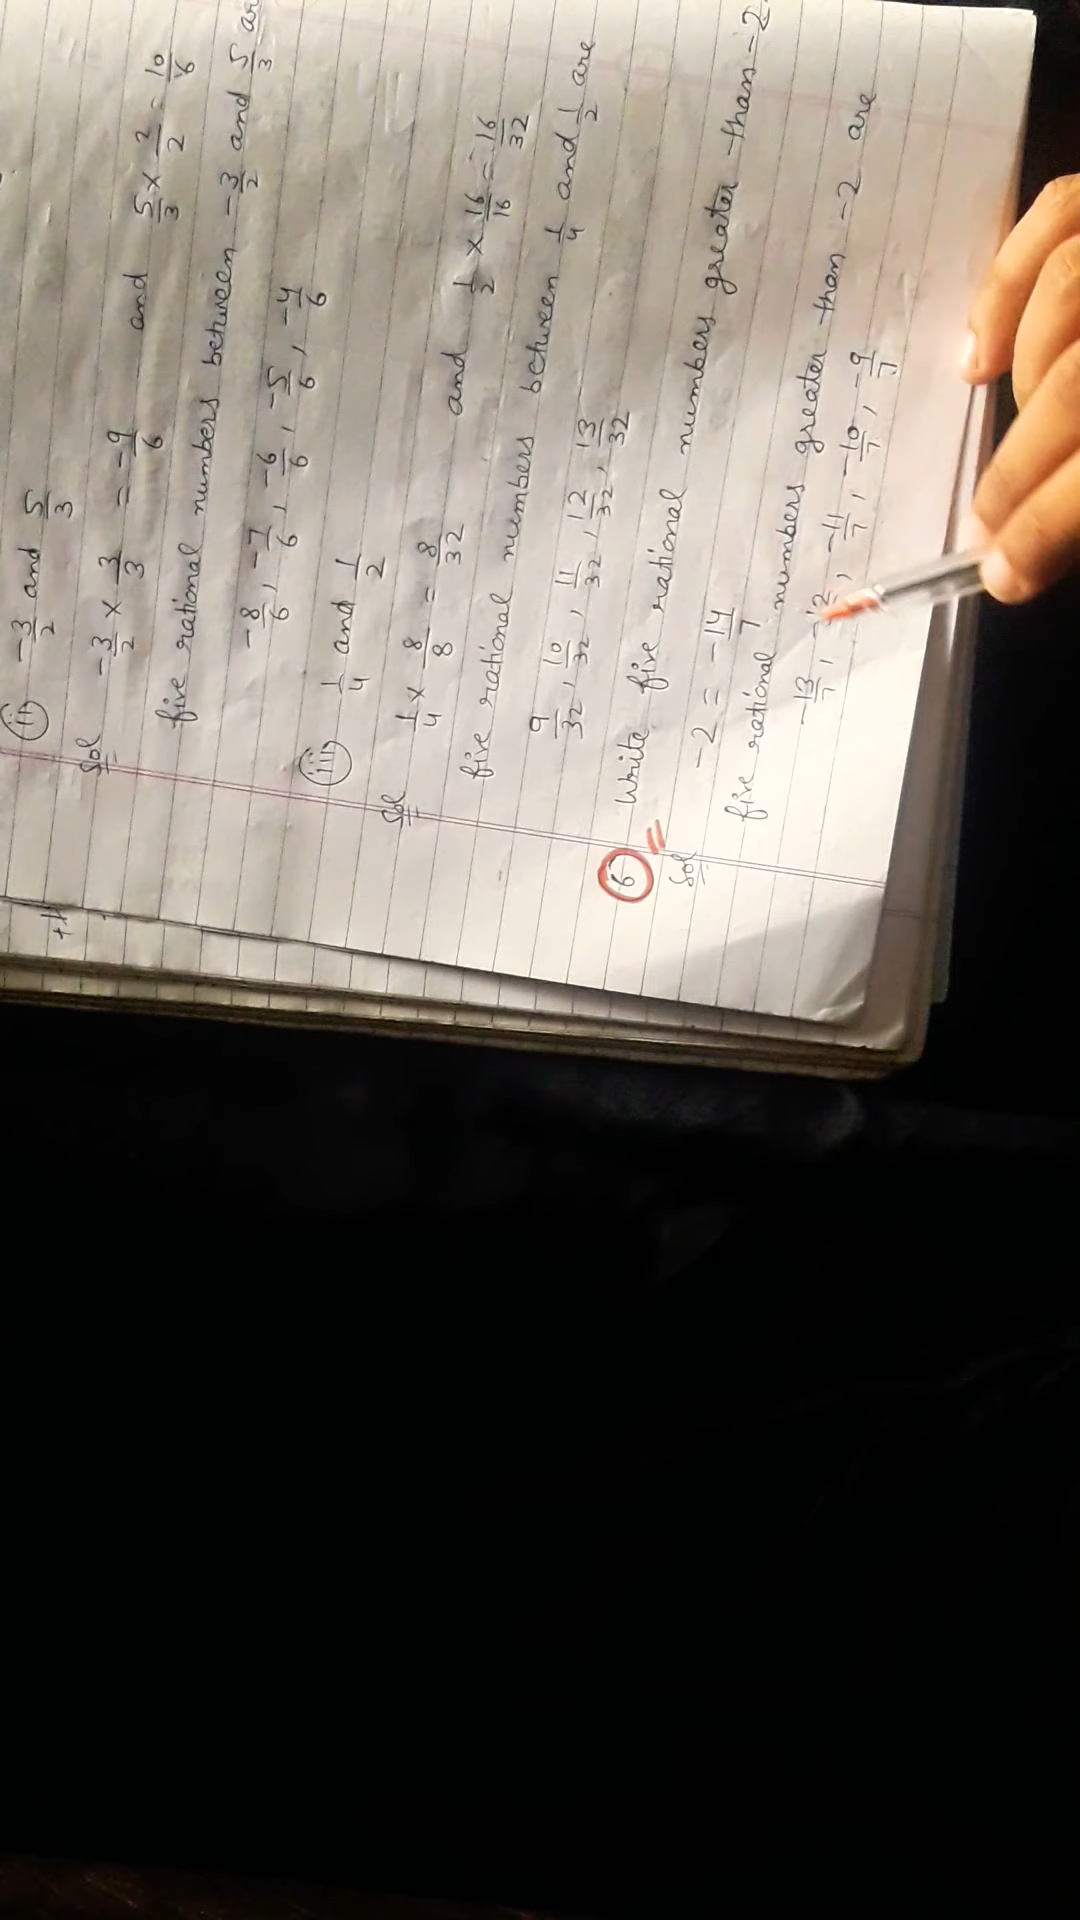 (ii) -3/2 and 5/3
Sol -3/2 × 3/3 = -9/6 and 5/3 × 2/2 = 10/6
five rational numbers between -3/2 and 5/3
-8/6, -7/6, -6/6, -5/6, -4/6
(iii) 1/4 and 1/2
Sol 1/4 × 8/8 = 8/32 and 1/2 × 16/16 = 16/32
five rational numbers between 1/4 and 1/2 are
9/32, 10/32, 11/32, 12/32, 13/32
6 Write five rational numbers greater than -2.
Sol -2 = -14/7
five rational numbers greater than -2 are
-13/7, -12/7, -11/7, -10/7, -9/7